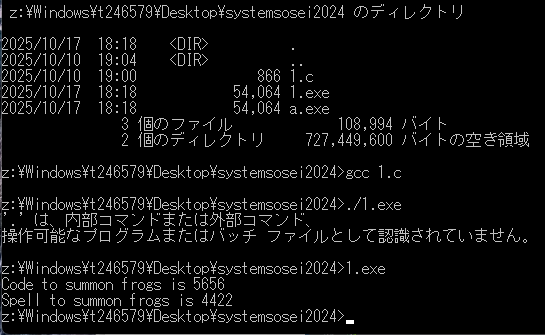 z:¥Windows¥t246579¥Desktop¥systemsosei2024 のディレクトリ
2025/10/17  18:18    <DIR>          .
2025/10/10  19:04    <DIR>          ..
2025/10/10  19:00               866 1.c
2025/10/17  18:18            54,064 1.exe
2025/10/17  18:18            54,064 a.exe
3 個のファイル             108,994 バイト
2 個のディレクトリ     727,449,600 バイトの空き領域
z:¥Windows¥t246579¥Desktop¥systemsosei2024>gcc 1.c
z:¥Windows¥t246579¥Desktop¥systemsosei2024>./1.exe
'.' は、内部コマンドまたは外部コマンド、
操作可能なプログラムまたはバッチ ファイルとして認識されていません。
z:¥Windows¥t246579¥Desktop¥systemsosei2024>1.exe
Code to summon frogs is 5656
Spell to summon frogs is 4422
z:¥Windows¥t246579¥Desktop¥systemsosei2024>